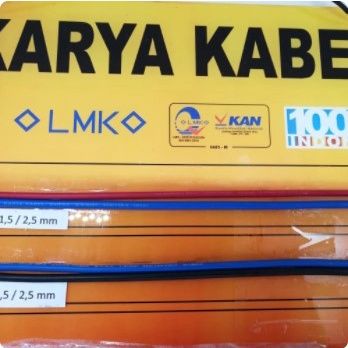 KARYA KABE
LMK
LMK
KAN
100
INDO
1,5 / 2,5 mm
,5 / 2,5 mm